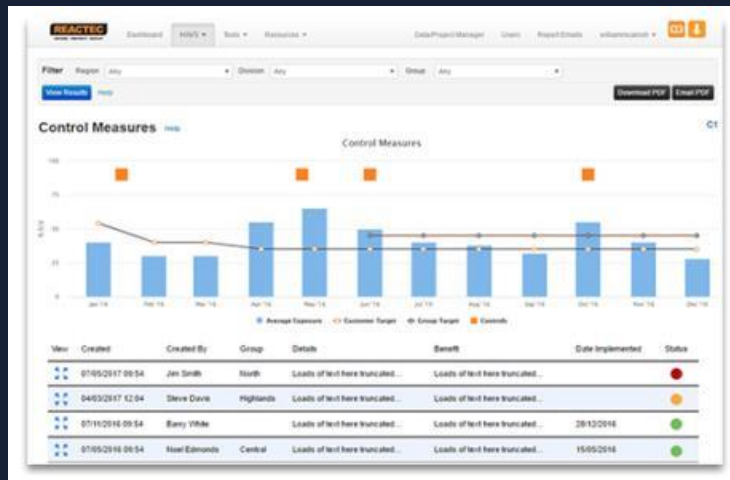 REACTEC
Dashboard HAVS Tools Resources Data/Project Manager Users Report Emails
Filter Region Any Division Any Group Any
View Results Help Download PDF Email PDF
Control Measures Help C1
Control Measures
100
75
50
25
0
Jan '16 Feb '16 Mar '16 Apr '16 May '16 Jun '16 Jul '16 Aug '16 Sep '16 Oct '16 Nov '16 Dec '16
Average Exposure Customer Target Group Target Controls
View Created Created By Group Details Benefit Date Implemented Status
07/05/2017 09:54 Jim Smith North Loads of text here truncated... Loads of text here truncated...
04/03/2017 12:04 Steve Davis Highlands Loads of text here truncated... Loads of text here truncated...
07/11/2016 09:54 Barry White Loads of text here truncated... Loads of text here truncated... 28/12/2016
07/05/2016 09:54 Noel Edmonds Central Loads of text here truncated... Loads of text here truncated... 15/05/2016